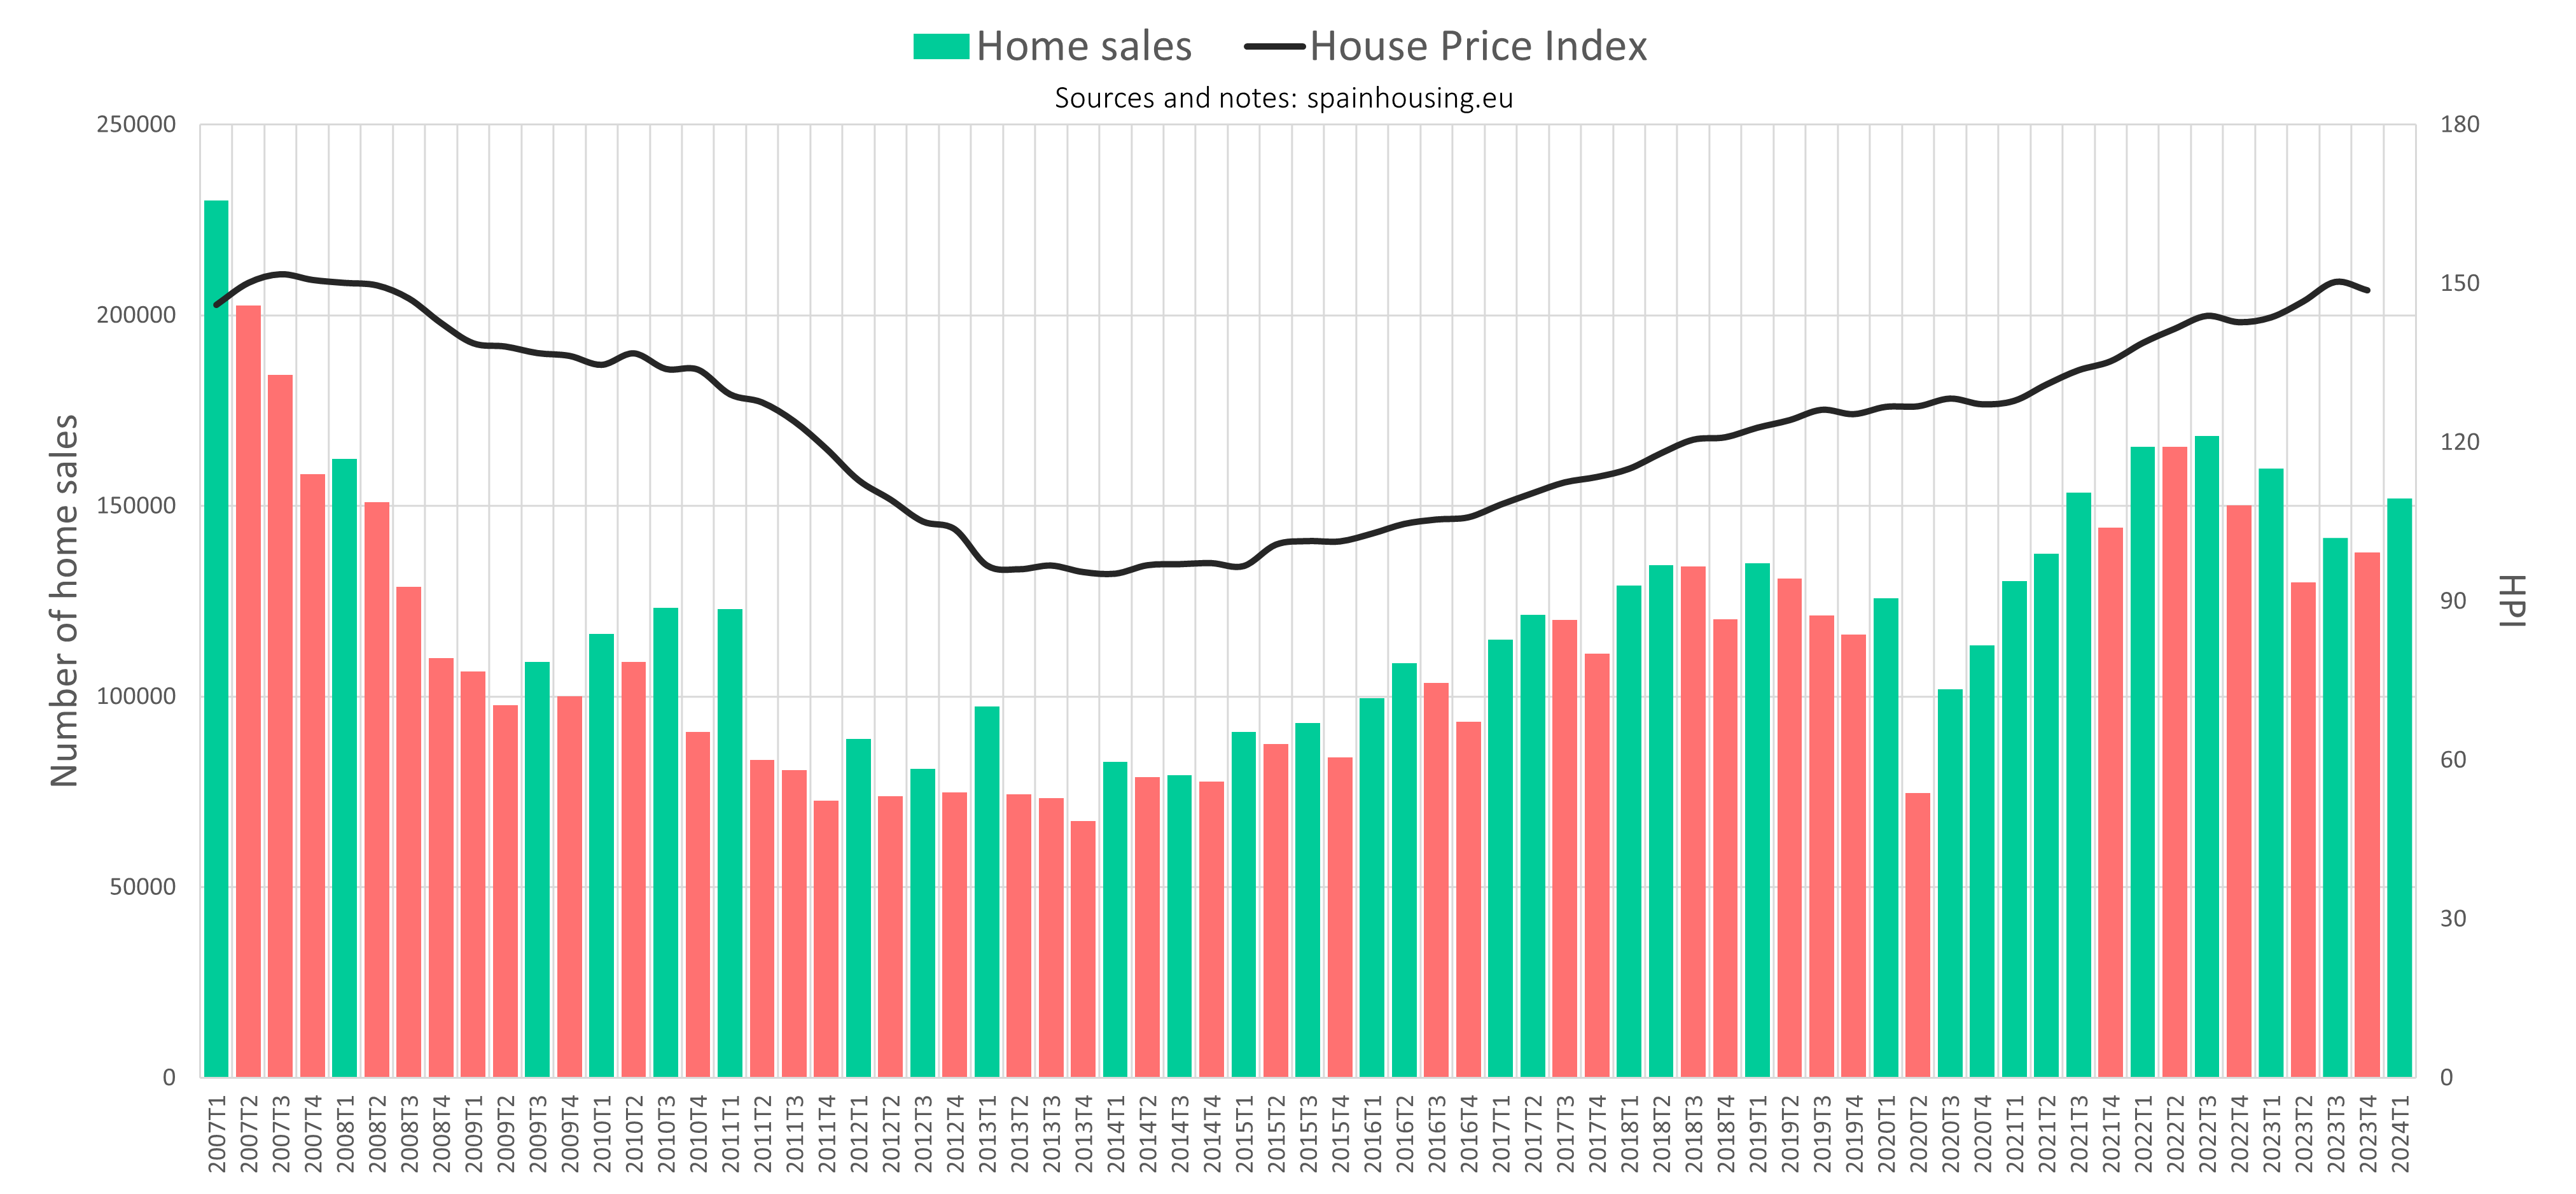 Home sales
House Price Index
Sources and notes: spainhousing.eu
250000
200000
150000
100000
50000
0
Number of home sales
180
150
120
90
60
30
0
HPI
2007T1
2007T2
2007T3
2007T4
2008T1
2008T2
2008T3
2008T4
2009T1
2009T2
2009T3
2009T4
2010T1
2010T2
2010T3
2010T4
2011T1
2011T2
2011T3
2011T4
2012T1
2012T2
2012T3
2012T4
2013T1
2013T2
2013T3
2013T4
2014T1
2014T2
2014T3
2014T4
2015T1
2015T2
2015T3
2015T4
2016T1
2016T2
2016T3
2016T4
2017T1
2017T2
2017T3
2017T4
2018T1
2018T2
2018T3
2018T4
2019T1
2019T2
2019T3
2019T4
2020T1
2020T2
2020T3
2020T4
2021T1
2021T2
2021T3
2021T4
2022T1
2022T2
2022T3
2022T4
2023T1
2023T2
2023T3
2023T4
2024T1